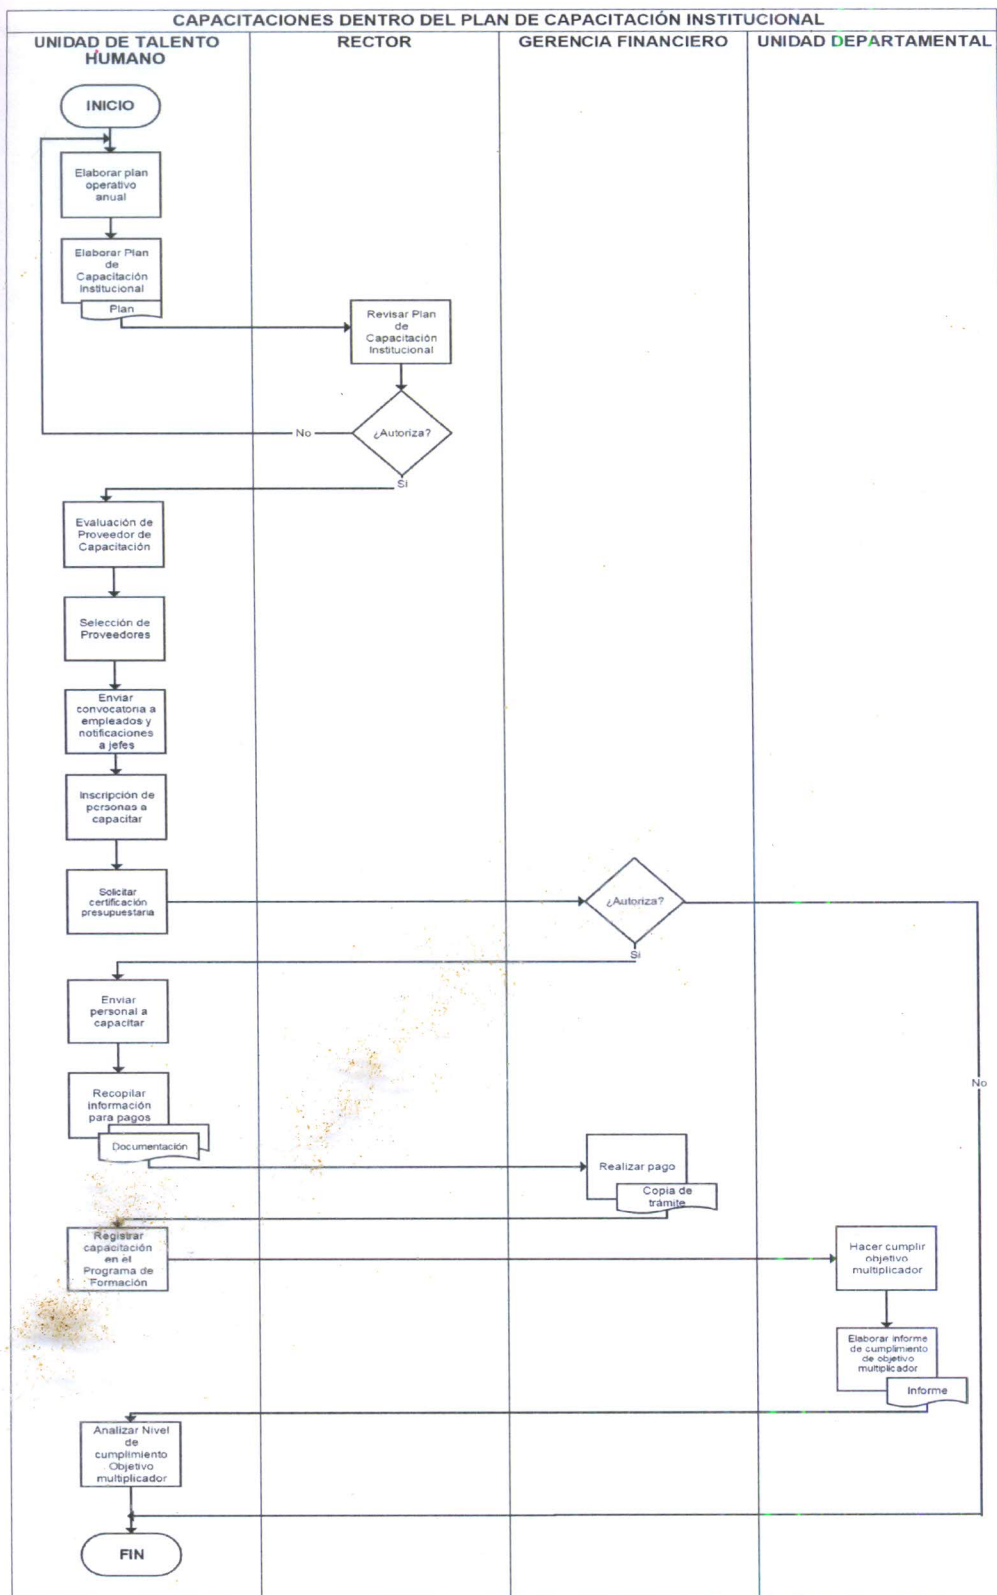 CAPACITACIONES DENTRO DEL PLAN DE CAPACITACIÓN INSTITUCIONAL
UNIDAD DE TALENTO
HUMANO
RECTOR
GERENCIA FINANCIERO
UNIDAD DEPARTAMENTAL
INICIO
Elaborar plan
operativo
anual
Elaborar Plan
de
Capacitación
Institucional
Plan
Revisar Plan
de
Capacitación
Institucional
¿Autoriza?
No
Si
Evaluación de
Proveedor de
Capacitación
Selección de
Proveedores
Enviar
convocatoria a
empleados y
notificaciones
a jefes
Inscripción de
personas a
capacitar
Solicitar
certificación
presupuestaria
¿Autoriza?
Si
No
Enviar
personal a
capacitar
Recopilar
información
para pagos
Documentación
Realizar pago
Copia de
trámite
Registrar
capacitación
en el
Programa de
Formación
Hacer cumplir
objetivo
multiplicador
Elaborar informe
de cumplimiento
de objetivo
multiplicador
Informe
Analizar Nivel
de
cumplimiento
Objetivo
multiplicador
FIN